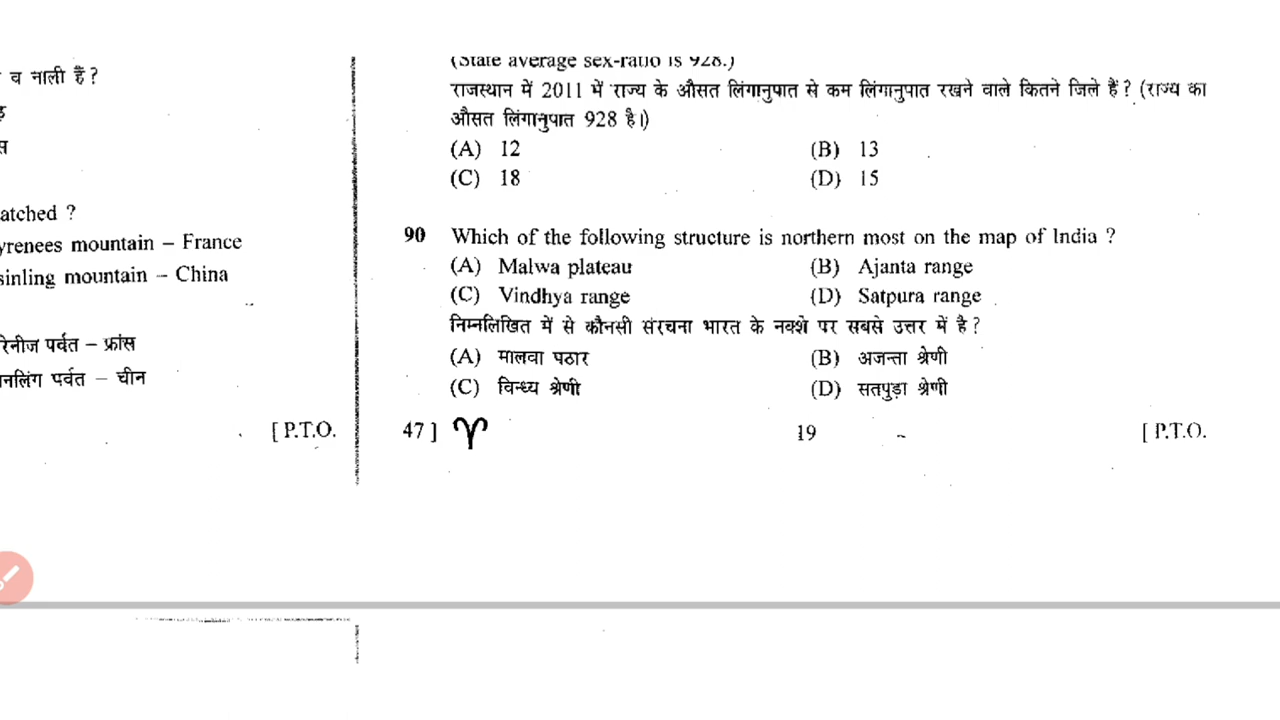 व नाली हैं ?
atched ?
yrenees mountain – France
sinling mountain – China
रेनीज पर्वत – फ्रांस
नलिंग पर्वत – चीन
[ P.T.O.
(State average sex-ratio is 928.)
राजस्थान में 2011 में राज्य के औसत लिंगानुपात से कम लिंगानुपात रखने वाले कितने जिले हैं ? (राज्य का
औसत लिंगानुपात 928 है।)
(A) 12 (B) 13
(C) 18 (D) 15
90 Which of the following structure is northern most on the map of India ?
(A) Malwa plateau (B) Ajanta range
(C) Vindhya range (D) Satpura range
निम्नलिखित में से कौनसी संरचना भारत के नक्शे पर सबसे उत्तर में है ?
(A) मालवा पठार (B) अजन्ता श्रेणी
(C) विन्ध्य श्रेणी (D) सतपुड़ा श्रेणी
47 ] ♈ 19 [ P.T.O.